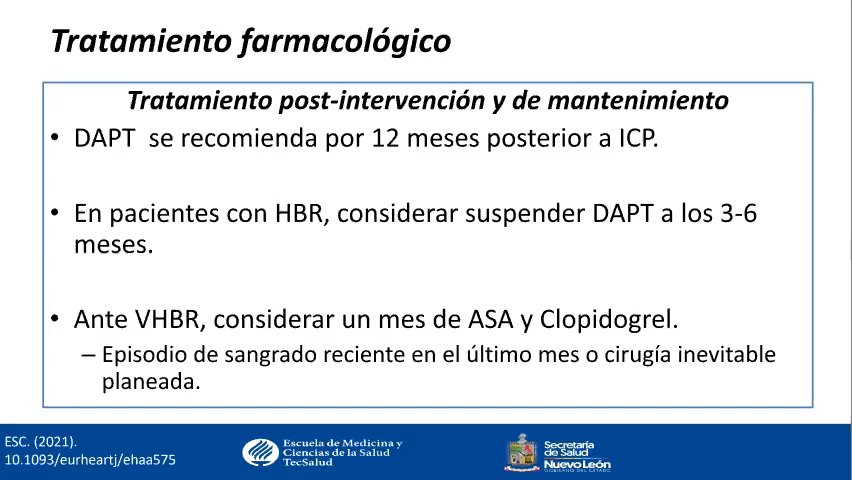 Tratamiento farmacológico
Tratamiento post-intervención y de mantenimiento
• DAPT se recomienda por 12 meses posterior a ICP.
• En pacientes con HBR, considerar suspender DAPT a los 3-6
meses.
• Ante VHBR, considerar un mes de ASA y Clopidogrel.
– Episodio de sangrado reciente en el último mes o cirugía inevitable
planeada.
ESC. (2021).
10.1093/eurheartj/ehaa575
Escuela de Medicina y
Ciencias de la Salud
TecSalud
Secretaría
de Salud
Nuevo León
GOBIERNO DEL ESTADO